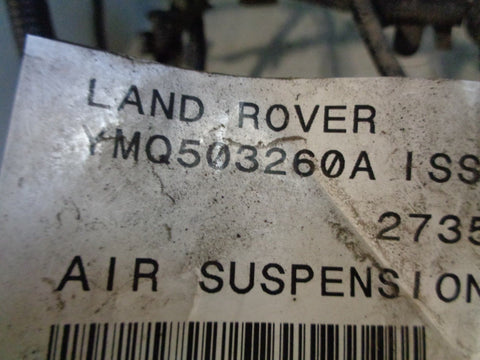 LAND ROVER
YMQ503260A ISS
2735
AIR SUSPENSION